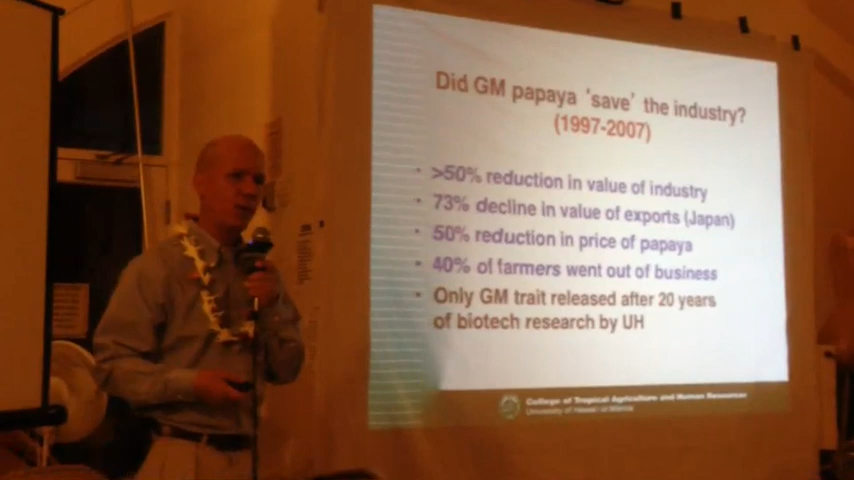 Did GM papaya 'save' the industry?
(1997-2007)
· >50% reduction in value of industry
· 73% decline in value of exports (Japan)
· 50% reduction in price of papaya
· 40% of farmers went out of business
· Only GM trait released after 20 years
of biotech research by UH
College of Tropical Agriculture and Human Resources
University of Hawai'i at Mānoa